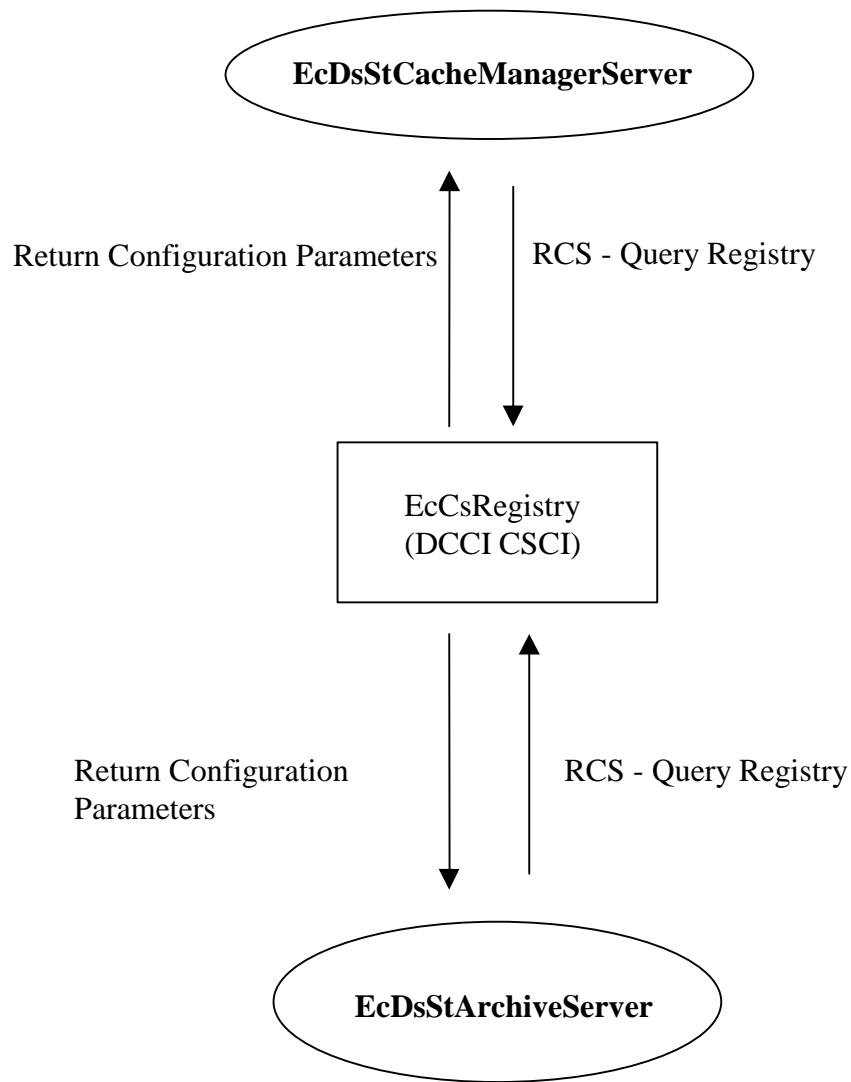 EcDsStCacheManagerServer
Return Configuration Parameters
RCS - Query Registry
EcCsRegistry
(DCCI CSCI)
Return Configuration
Parameters
RCS - Query Registry
EcDsStArchiveServer